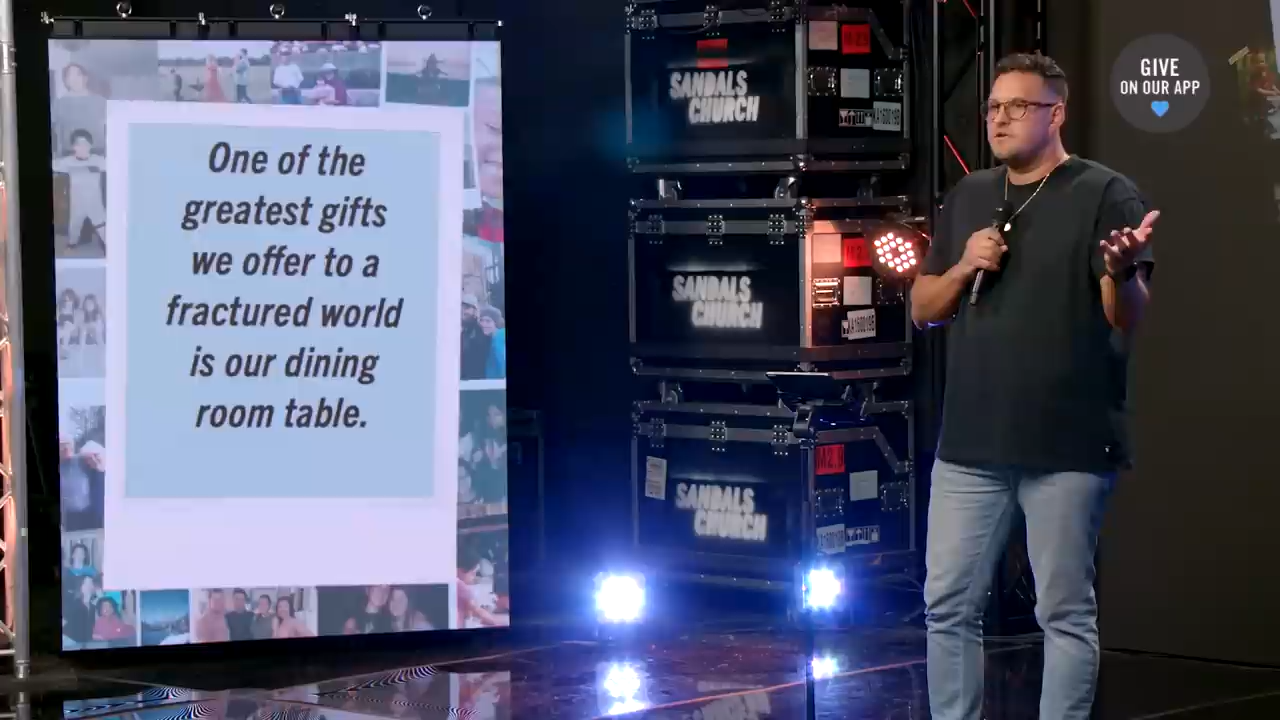 One of the
greatest gifts
we offer to a
fractured world
is our dining
room table.
SANDALS
CHURCH
SANDALS
CHURCH
SANDALS
CHURCH
GIVE
ON OUR APP